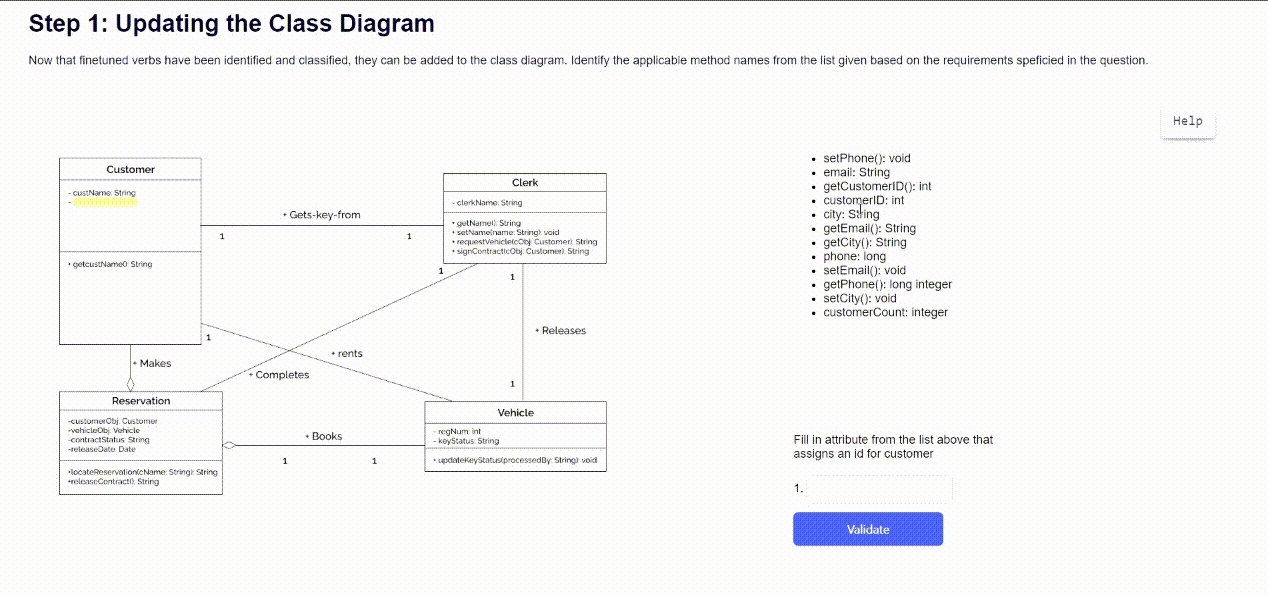 Step 1: Updating the Class Diagram
Now that finetuned verbs have been identified and classified, they can be added to the class diagram. Identify the applicable method names from the list given based on the requirements speficied in the question.
Help
Customer
- custName: String
-
+ getcustName(): String
+ Gets-key-from
1
1
Clerk
- clerkName: String
+ getName(): String
+ setName(name: String): void
+ requestVehicle(cObj: Customer): String
+ signContract(cObj: Customer): String
1
1
+ Releases
1
1
+ rents
+ Makes
+ Completes
Reservation
-customerObj: Customer
-vehicleObj: Vehicle
-contractStatus: String
-releaseDate: Date
+locateReservation(cName: String): String
+releaseContract(): String
+ Books
1
1
Vehicle
- regNum: int
- keyStatus: String
+ updateKeyStatus(processedBy: String): void
• setPhone(): void
• email: String
• getCustomerID(): int
• customerID: int
• city: String
• getEmail(): String
• getCity(): String
• phone: long
• setEmail(): void
• getPhone(): long integer
• setCity(): void
• customerCount: integer
Fill in attribute from the list above that
assigns an id for customer
1.
Validate